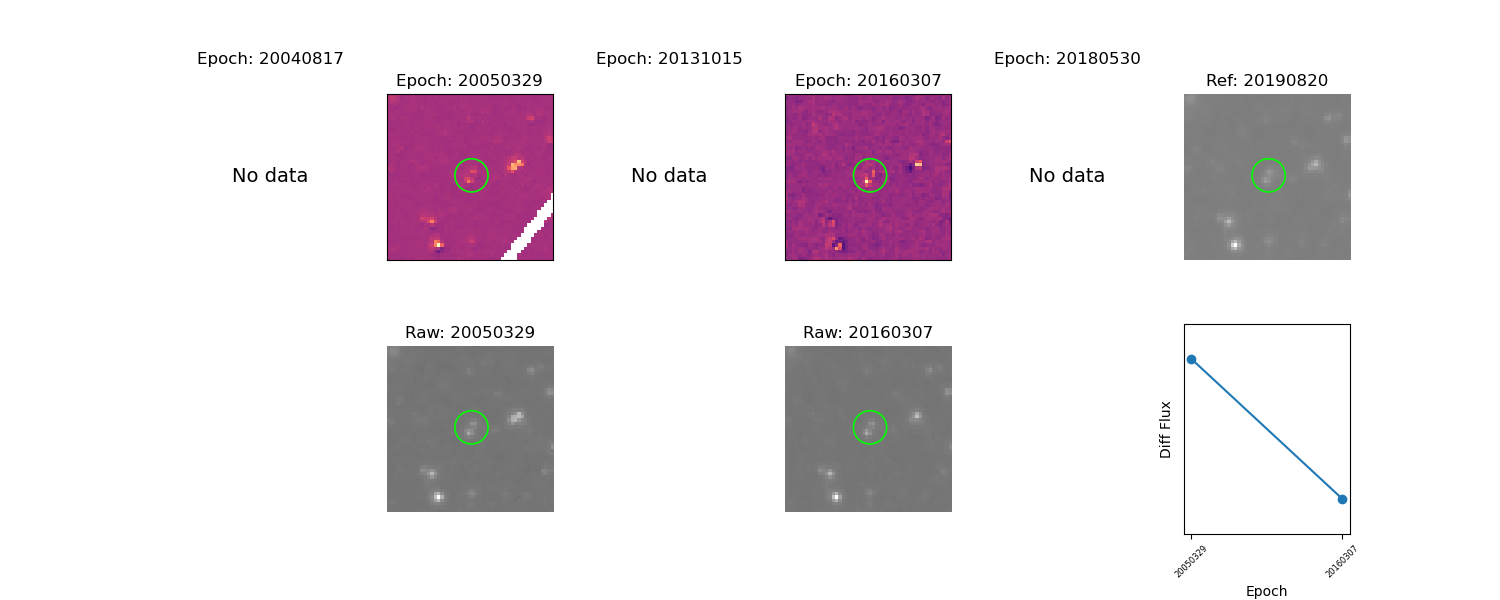 Epoch: 20040817
Epoch: 20050329
Epoch: 20131015
Epoch: 20160307
Epoch: 20180530
Ref: 20190820
No data
No data
No data
Raw: 20050329
Raw: 20160307
Diff Flux
20050329
20160307
Epoch